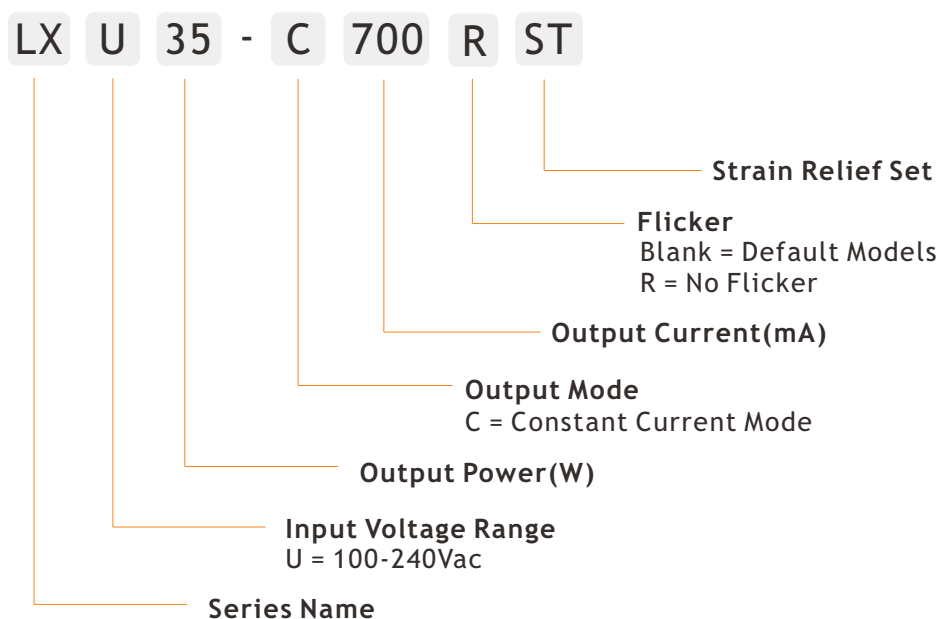 LX U 35 - C 700 R ST
Strain Relief Set
Flicker
Blank = Default Models
R = No Flicker
Output Current(mA)
Output Mode
C = Constant Current Mode
Output Power(W)
Input Voltage Range
U = 100-240Vac
Series Name